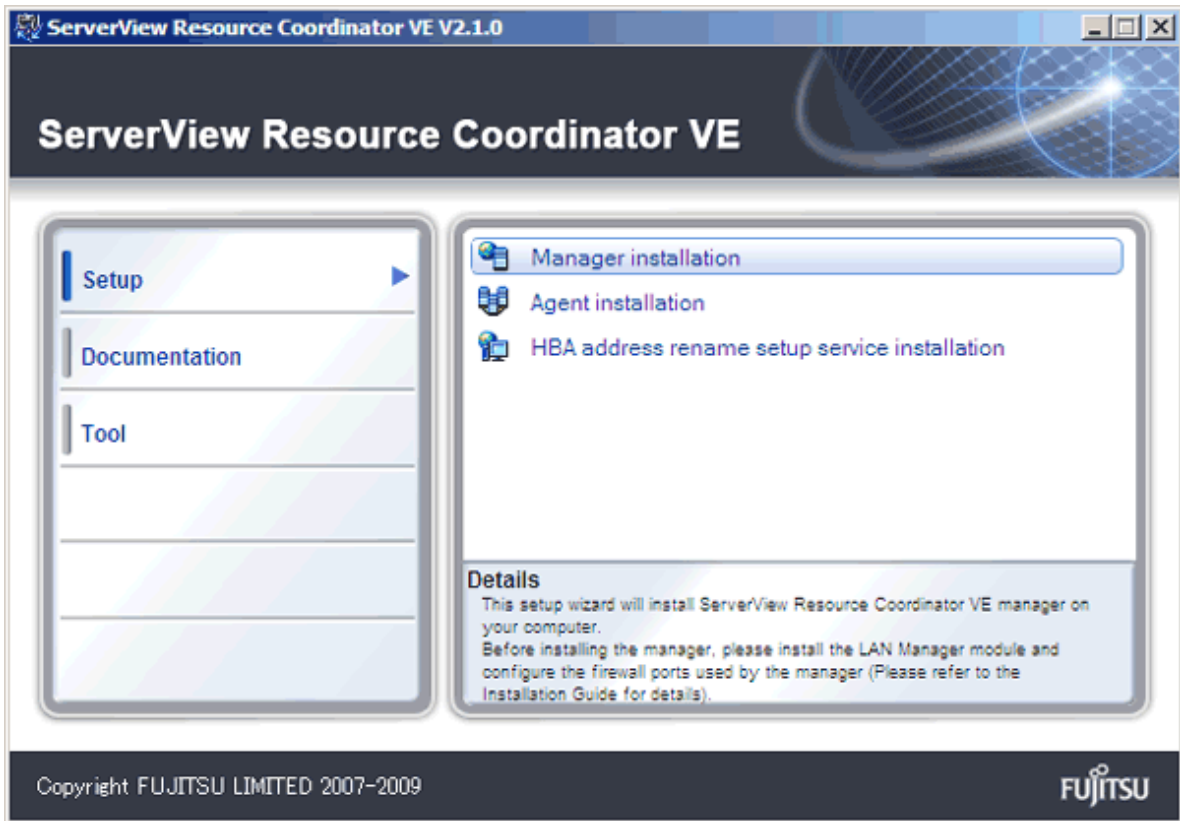 ServerView Resource Coordinator VE V2.1.0
ServerView Resource Coordinator VE
Setup
Documentation
Tool
Manager installation
Agent installation
HBA address rename setup service installation
Details
This setup wizard will install ServerView Resource Coordinator VE manager on
your computer.
Before installing the manager, please install the LAN Manager module and
configure the firewall ports used by the manager (Please refer to the
Installation Guide for details).
Copyright FUJITSU LIMITED 2007-2009
FUJITSU